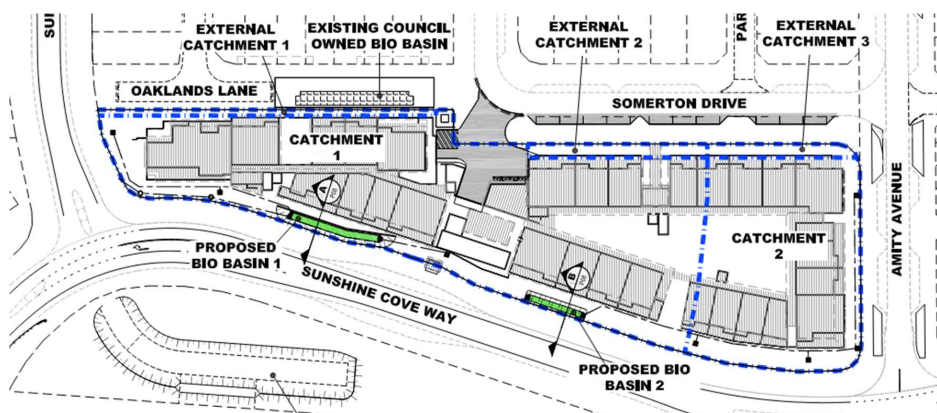 EXTERNAL
CATCHMENT 1
EXISTING COUNCIL
OWNED BIO BASIN
EXTERNAL
CATCHMENT 2
EXTERNAL
CATCHMENT 3
OAKLANDS LANE
SOMERTON DRIVE
CATCHMENT
1
A
PROPOSED
BIO BASIN 1
SUNSHINE COVE WAY
B
CATCHMENT
2
AMITY AVENUE
PROPOSED BIO
BASIN 2